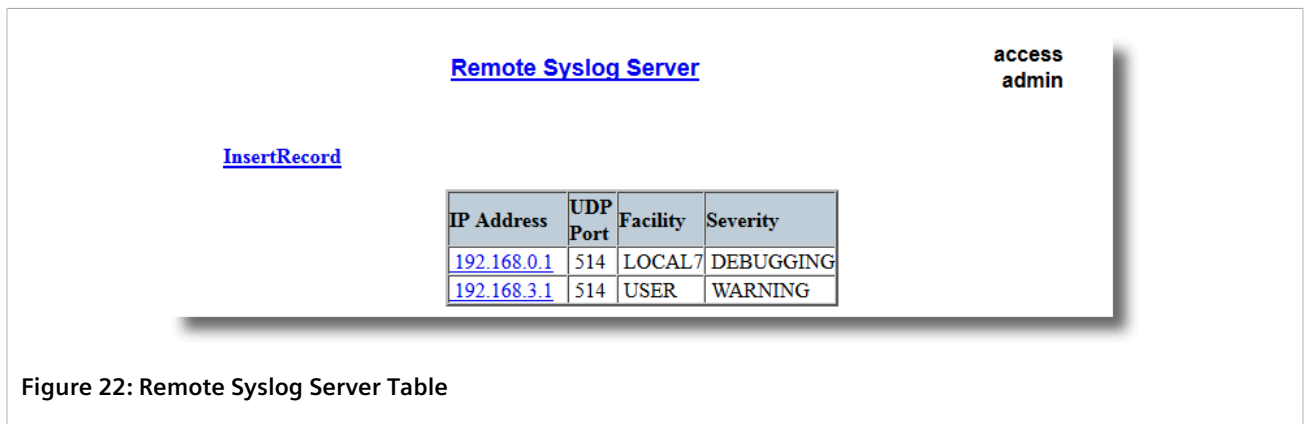 Remote Syslog Server
access
admin
InsertRecord
IP Address UDP Port Facility Severity
192.168.0.1 514 LOCAL7 DEBUGGING
192.168.3.1 514 USER WARNING
Figure 22: Remote Syslog Server Table